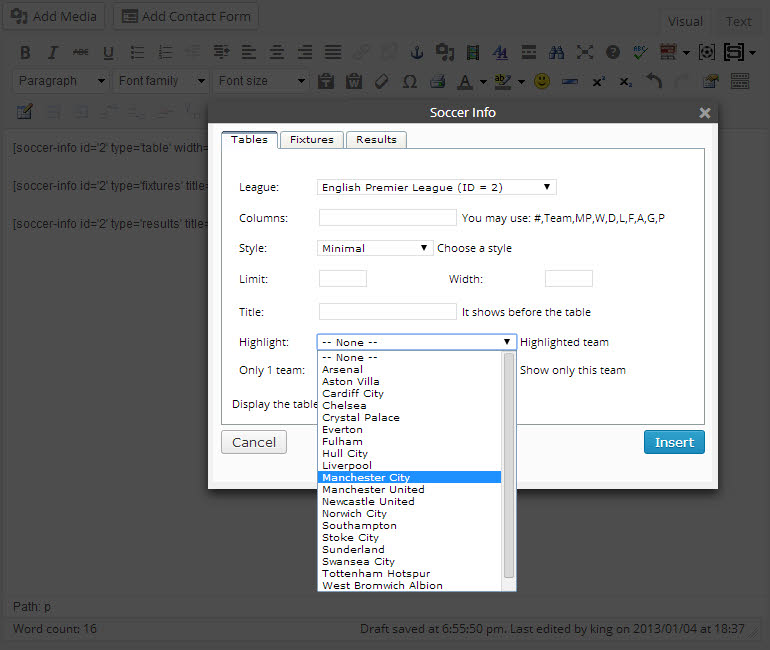 Add Media
Add Contact Form
Visual
Text
B I ABC U
Paragraph
Font family
Font size
Soccer Info
Tables
Fixtures
Results
[soccer-info id='2' type='table' width=
[soccer-info id='2' type='fixtures' title=
[soccer-info id='2' type='results' title=
League:
English Premier League (ID = 2)
Columns:
You may use: #,Team,MP,W,D,L,F,A,G,P
Style:
Minimal
Choose a style
Limit:
Width:
Title:
It shows before the table
Highlight:
-- None --
Highlighted team
Only 1 team:
Show only this team
Display the table
-- None --
Arsenal
Aston Villa
Cardiff City
Chelsea
Crystal Palace
Everton
Fulham
Hull City
Liverpool
Manchester City
Manchester United
Newcastle United
Norwich City
Southampton
Stoke City
Sunderland
Swansea City
Tottenham Hotspur
West Bromwich Albion
Cancel
Insert
Path: p
Word count: 16
Draft saved at 6:55:50 pm. Last edited by king on 2013/01/04 at 18:37